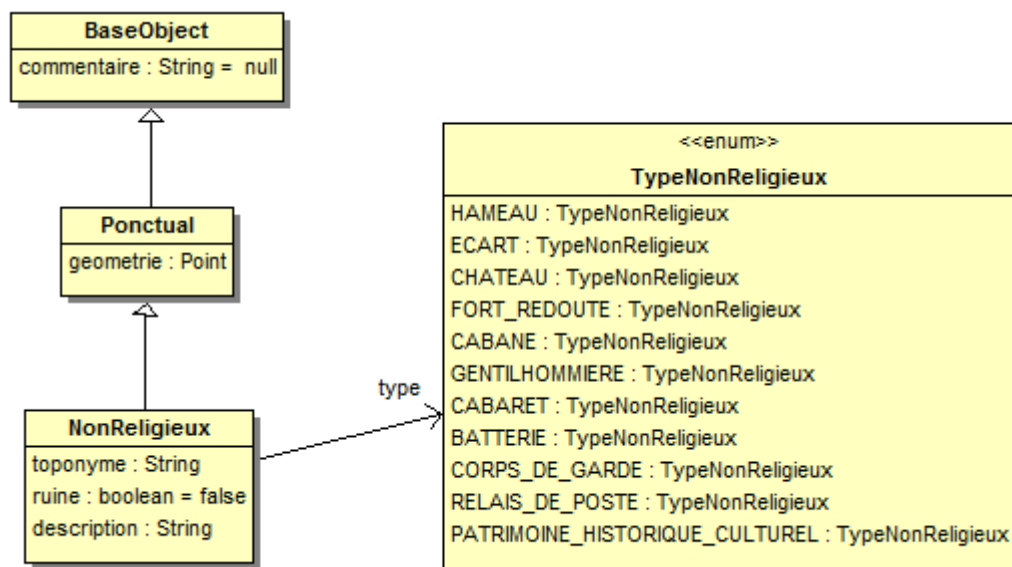 BaseObject
commentaire : String = null
Ponctual
geometrie : Point
NonReligieux
toponyme : String
ruine : boolean = false
description : String
type
<<enum>>
TypeNonReligieux
HAMEAU : TypeNonReligieux
ECART : TypeNonReligieux
CHATEAU : TypeNonReligieux
FORT_REDOUTE : TypeNonReligieux
CABANE : TypeNonReligieux
GENTILHOMMIERE : TypeNonReligieux
CABARET : TypeNonReligieux
BATTERIE : TypeNonReligieux
CORPS_DE_GARDE : TypeNonReligieux
RELAIS_DE_POSTE : TypeNonReligieux
PATRIMOINE_HISTORIQUE_CULTUREL : TypeNonReligieux